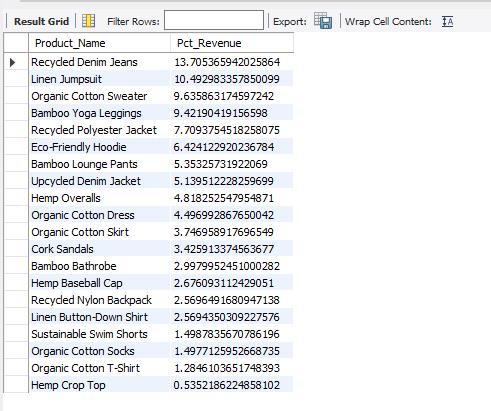 Result Grid Filter Rows: Export: Wrap Cell Content:
Product_Name Pct_Revenue
Recycled Denim Jeans 13.705365942025864
Linen Jumpsuit 10.492983357850099
Organic Cotton Sweater 9.635863174597242
Bamboo Yoga Leggings 9.42190419156598
Recycled Polyester Jacket 7.7093754518258075
Eco-Friendly Hoodie 6.424122920236784
Bamboo Lounge Pants 5.35325731922069
Upcycled Denim Jacket 5.139512228259699
Hemp Overalls 4.818252547954871
Organic Cotton Dress 4.496992867650042
Organic Cotton Skirt 3.746958917696549
Cork Sandals 3.425913374563677
Bamboo Bathrobe 2.9979952451000282
Hemp Baseball Cap 2.676093112429051
Recycled Nylon Backpack 2.5696491680947138
Linen Button-Down Shirt 2.5694350309227576
Sustainable Swim Shorts 1.4987835670786196
Organic Cotton Socks 1.4977125952668735
Organic Cotton T-Shirt 1.2846103651748393
Hemp Crop Top 0.5352186224858102